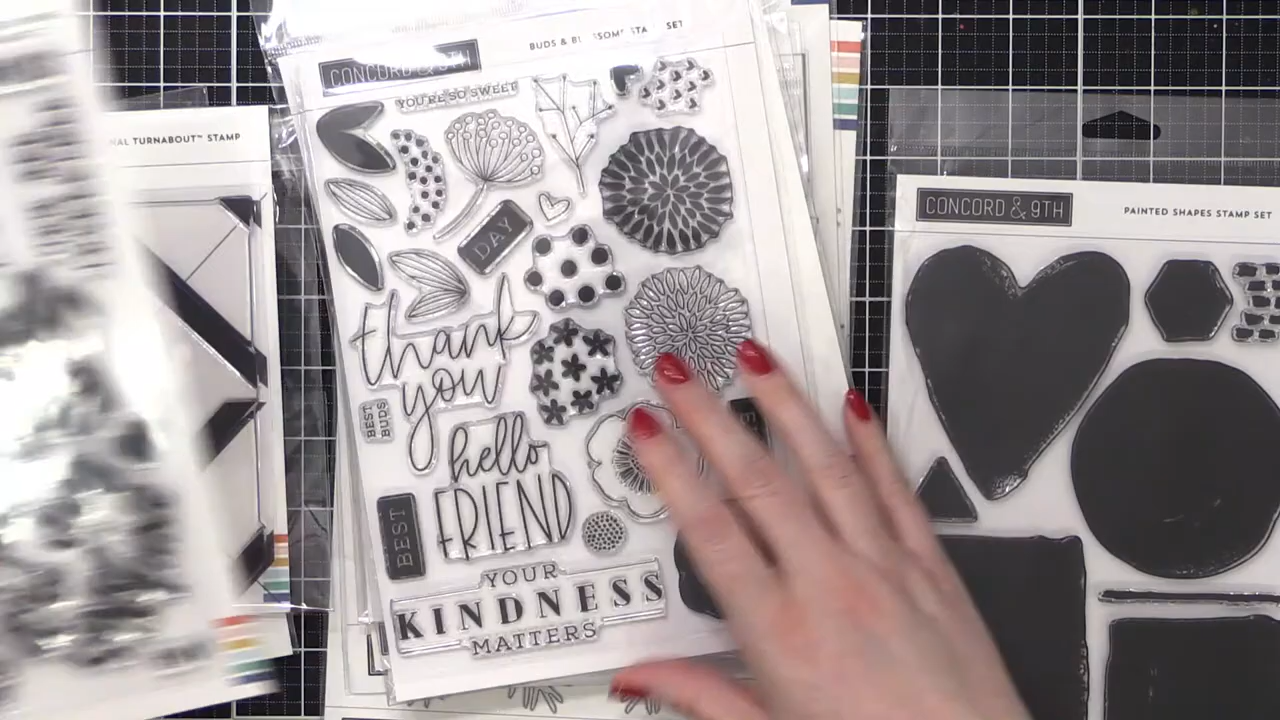 NAL TURNABOUT™ STAMP
CONCORD & 9TH
BUDS & BLOSSOMS STAMP SET
YOU'RE SO SWEET
DAY
thank
you
BEST
BUDS
hello
FRIEND
BEST
YOUR
KINDNESS
MATTERS
CONCORD & 9TH
PAINTED SHAPES STAMP SET